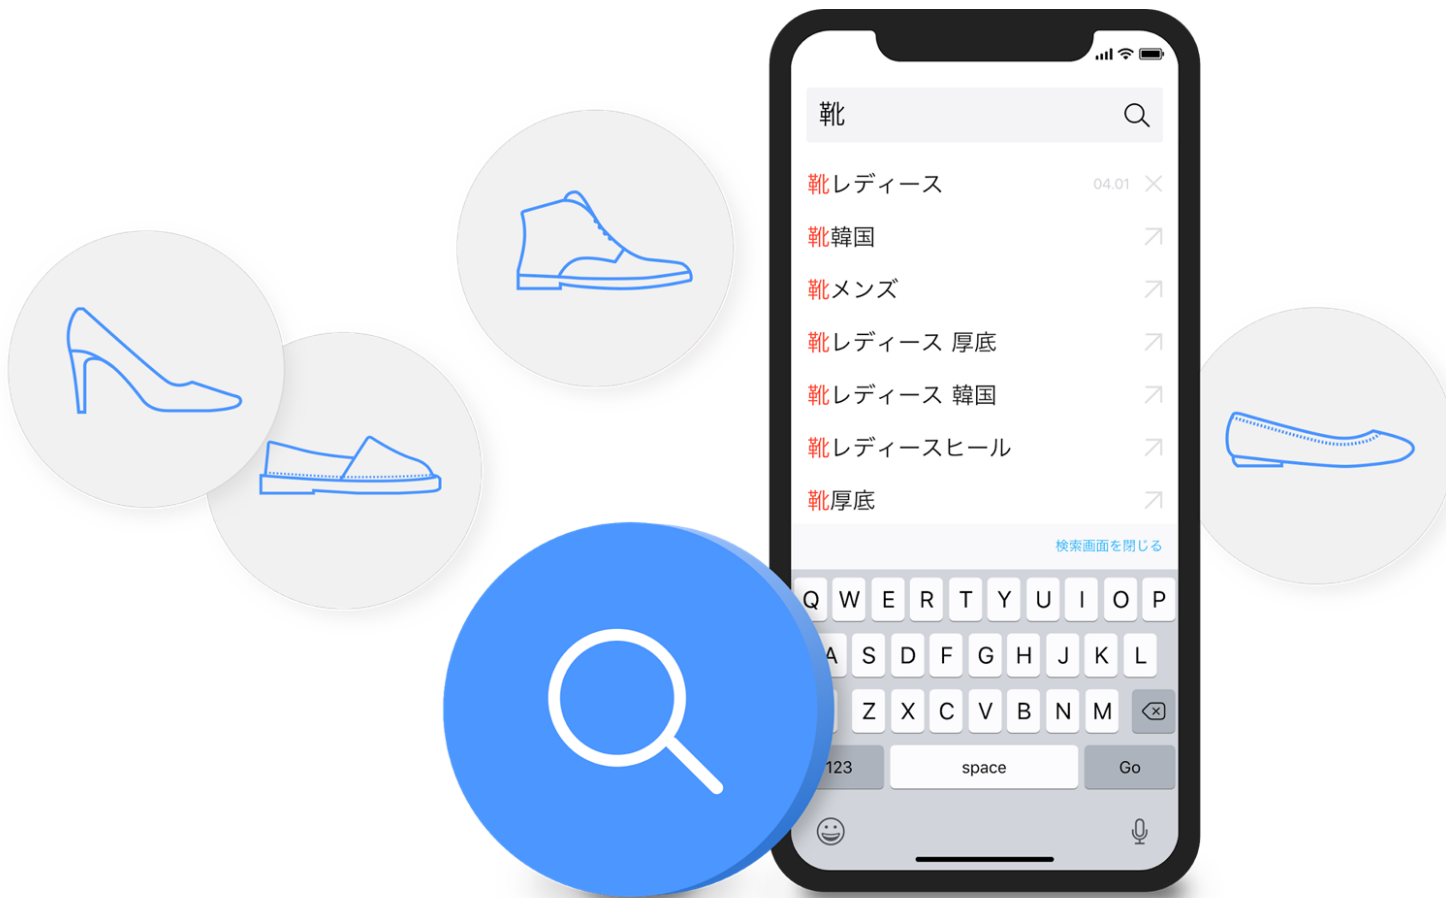 靴
靴レディース 04.01
靴韓国
靴メンズ
靴レディース 厚底
靴レディース 韓国
靴レディースヒール
靴厚底
検索画面を閉じる
Q W E R T Y U I O P
A S D F G H J K L
Z X C V B N M
123 space Go